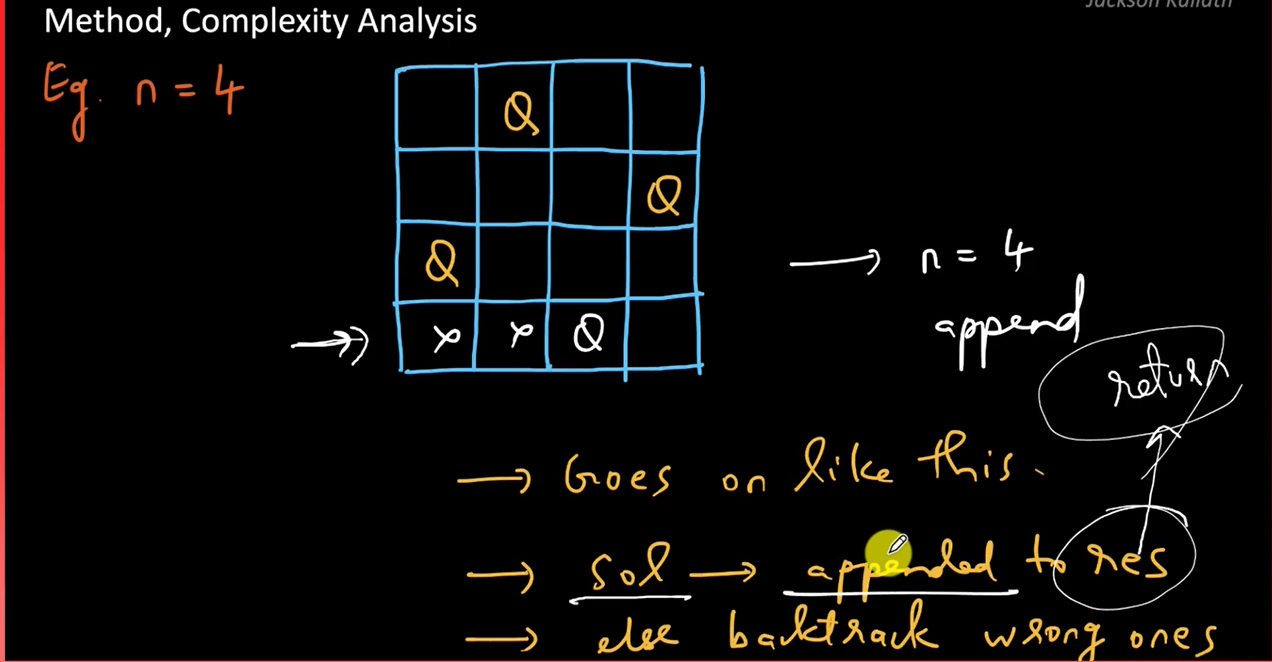 Jackson Kailath
Method, Complexity Analysis
Eg. n = 4
Q
Q
Q
x x Q
→ n = 4
append
return
→ Goes on like this.
→ sol → appended to res
→ else backtrack wrong ones